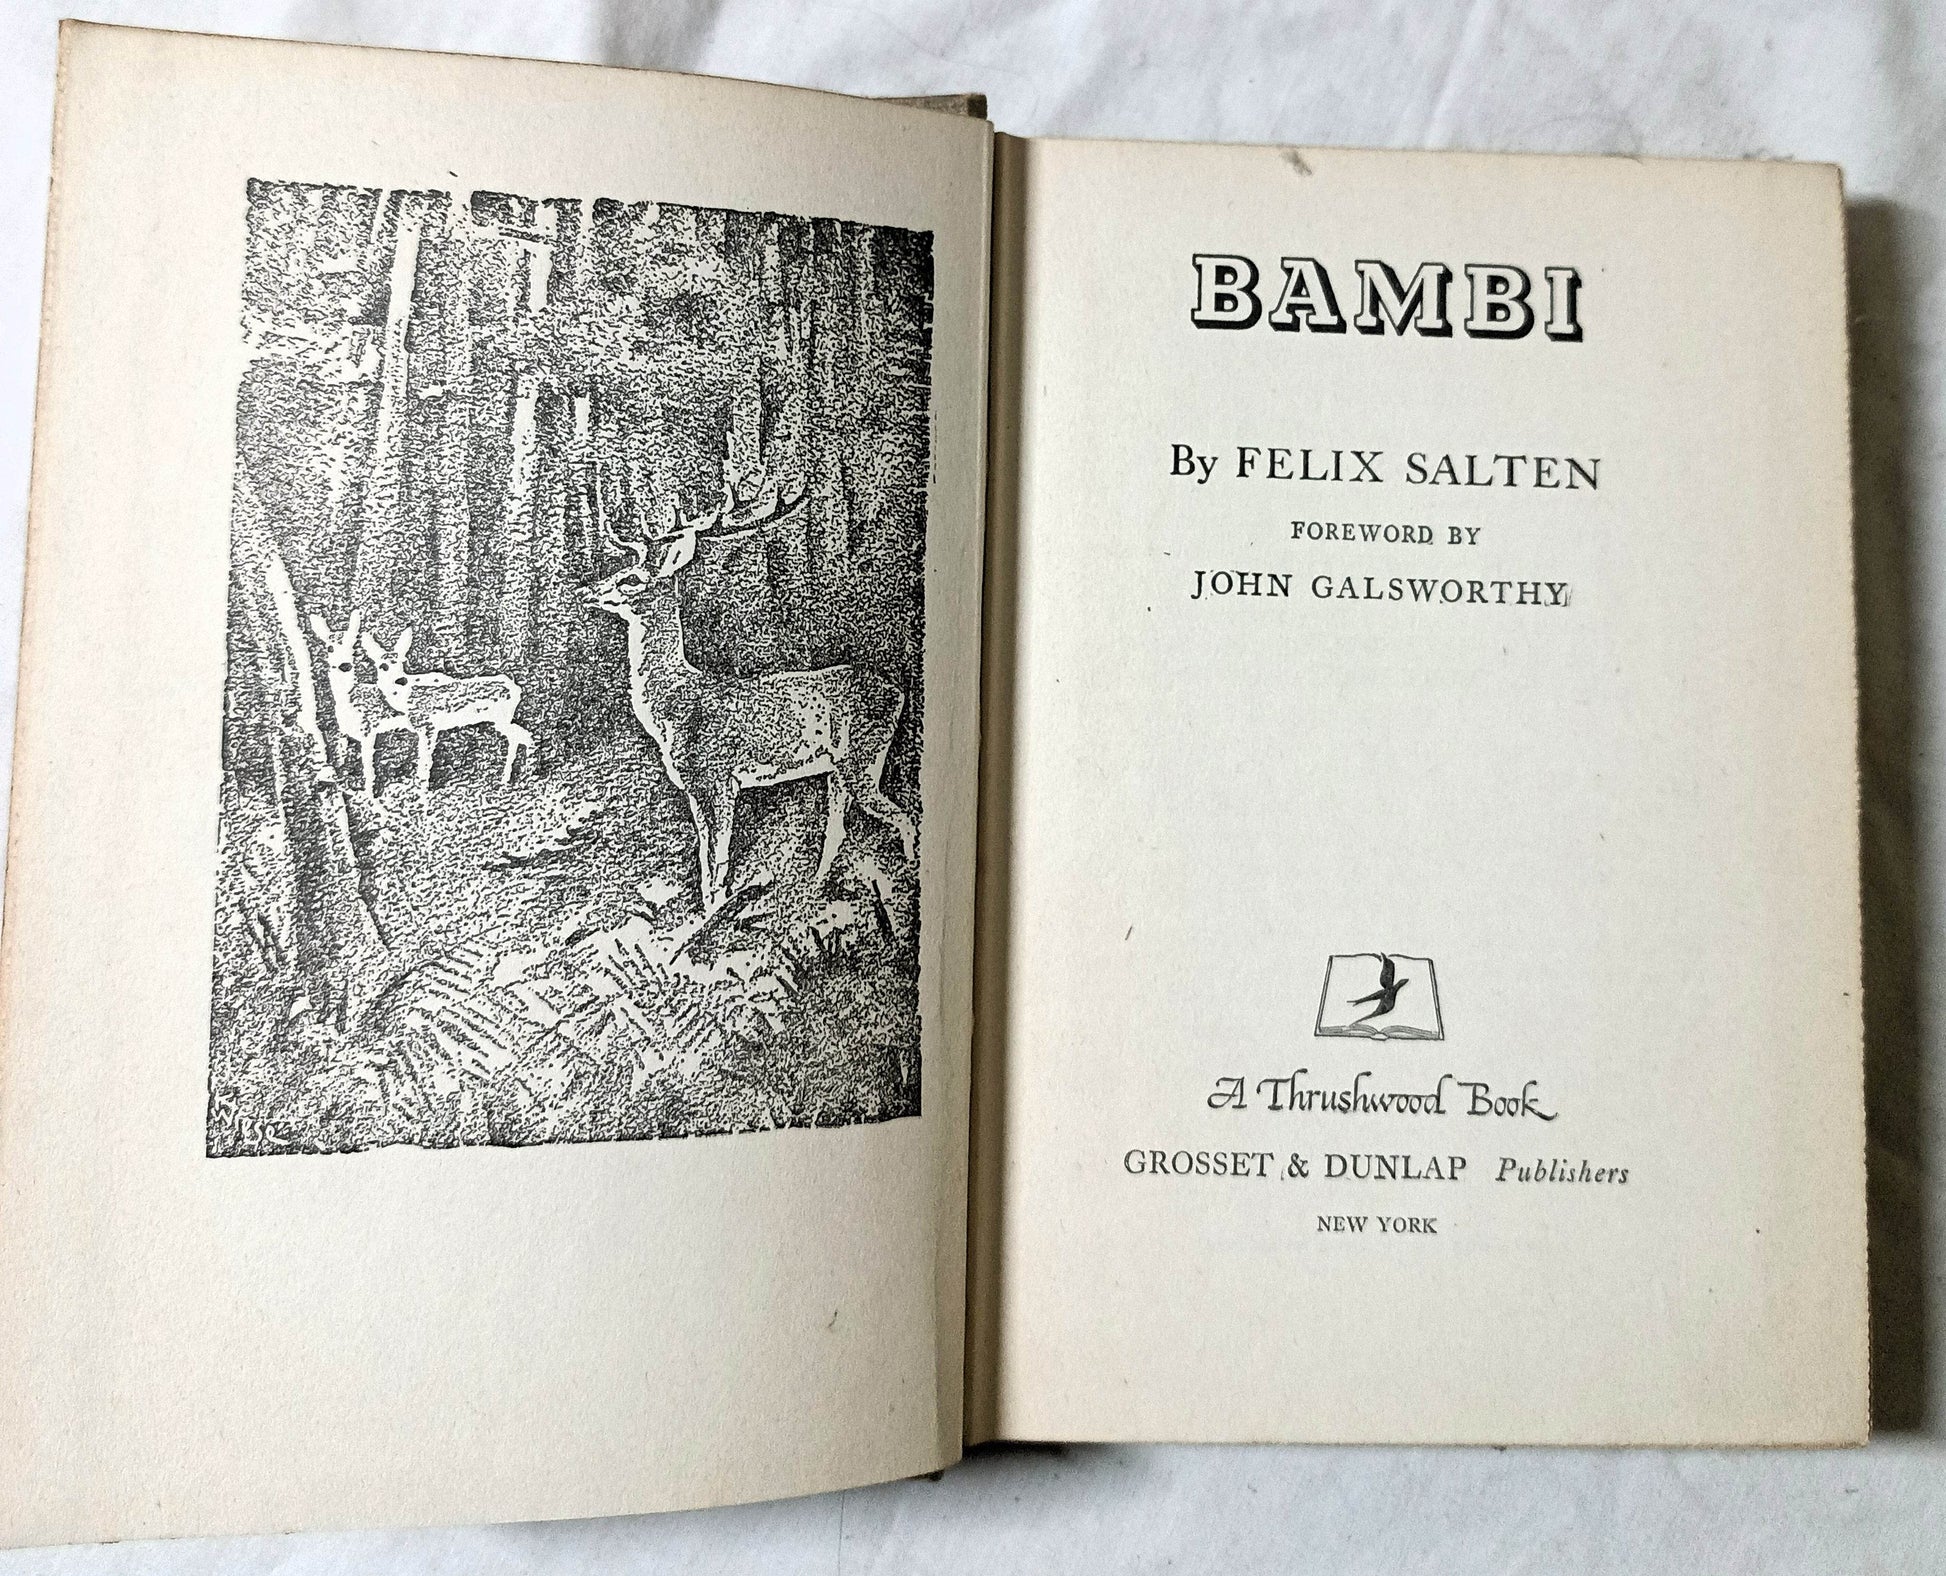 BAMBI
By FELIX SALTEN
FOREWORD BY
JOHN GALSWORTHY
A Thrushwood Book
GROSSET & DUNLAP Publishers
NEW YORK